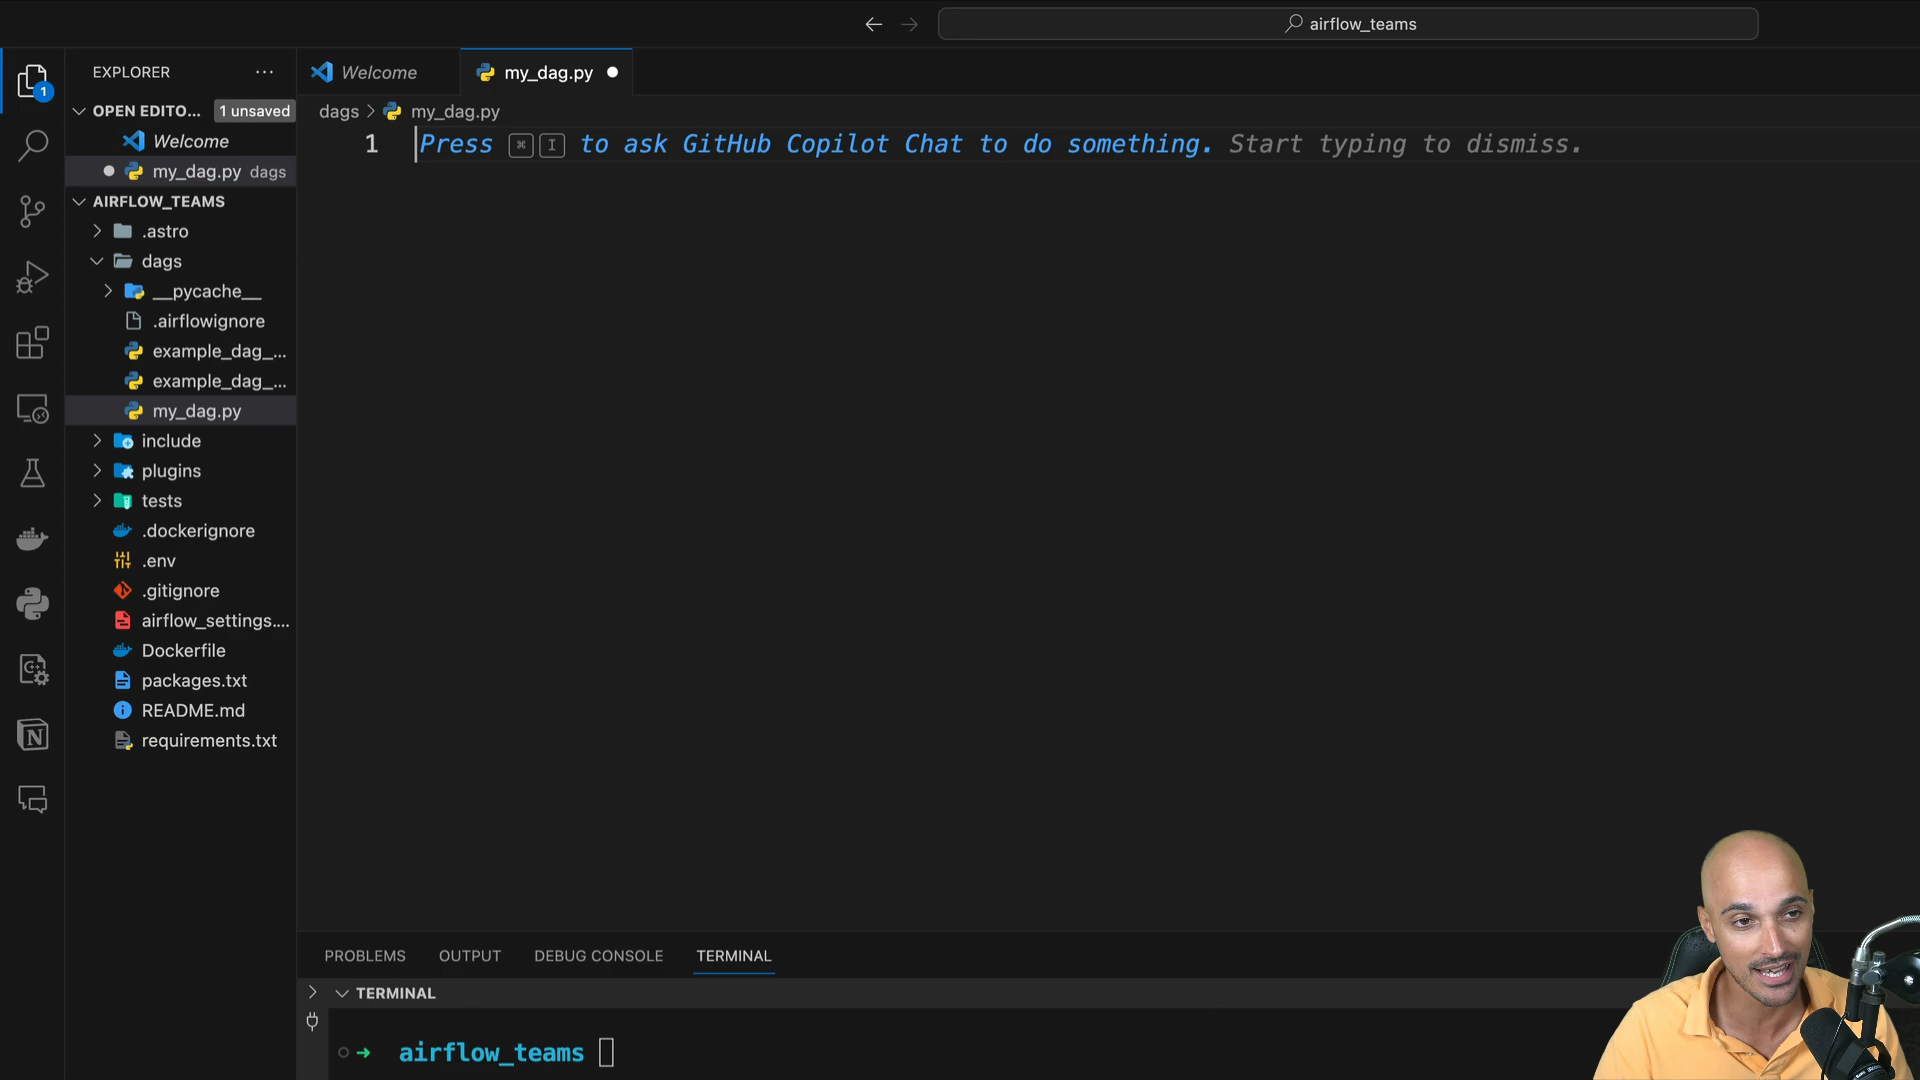 airflow_teams
EXPLORER
Welcome
my_dag.py
OPEN EDITO... 1 unsaved
dags > my_dag.py
Welcome
1 Press ⌘ I to ask GitHub Copilot Chat to do something. Start typing to dismiss.
my_dag.py dags
AIRFLOW_TEAMS
.astro
dags
__pycache__
.airflowignore
example_dag_...
example_dag_...
my_dag.py
include
plugins
tests
.dockerignore
.env
.gitignore
airflow_settings....
Dockerfile
packages.txt
README.md
requirements.txt
PROBLEMS OUTPUT DEBUG CONSOLE TERMINAL
TERMINAL
airflow_teams